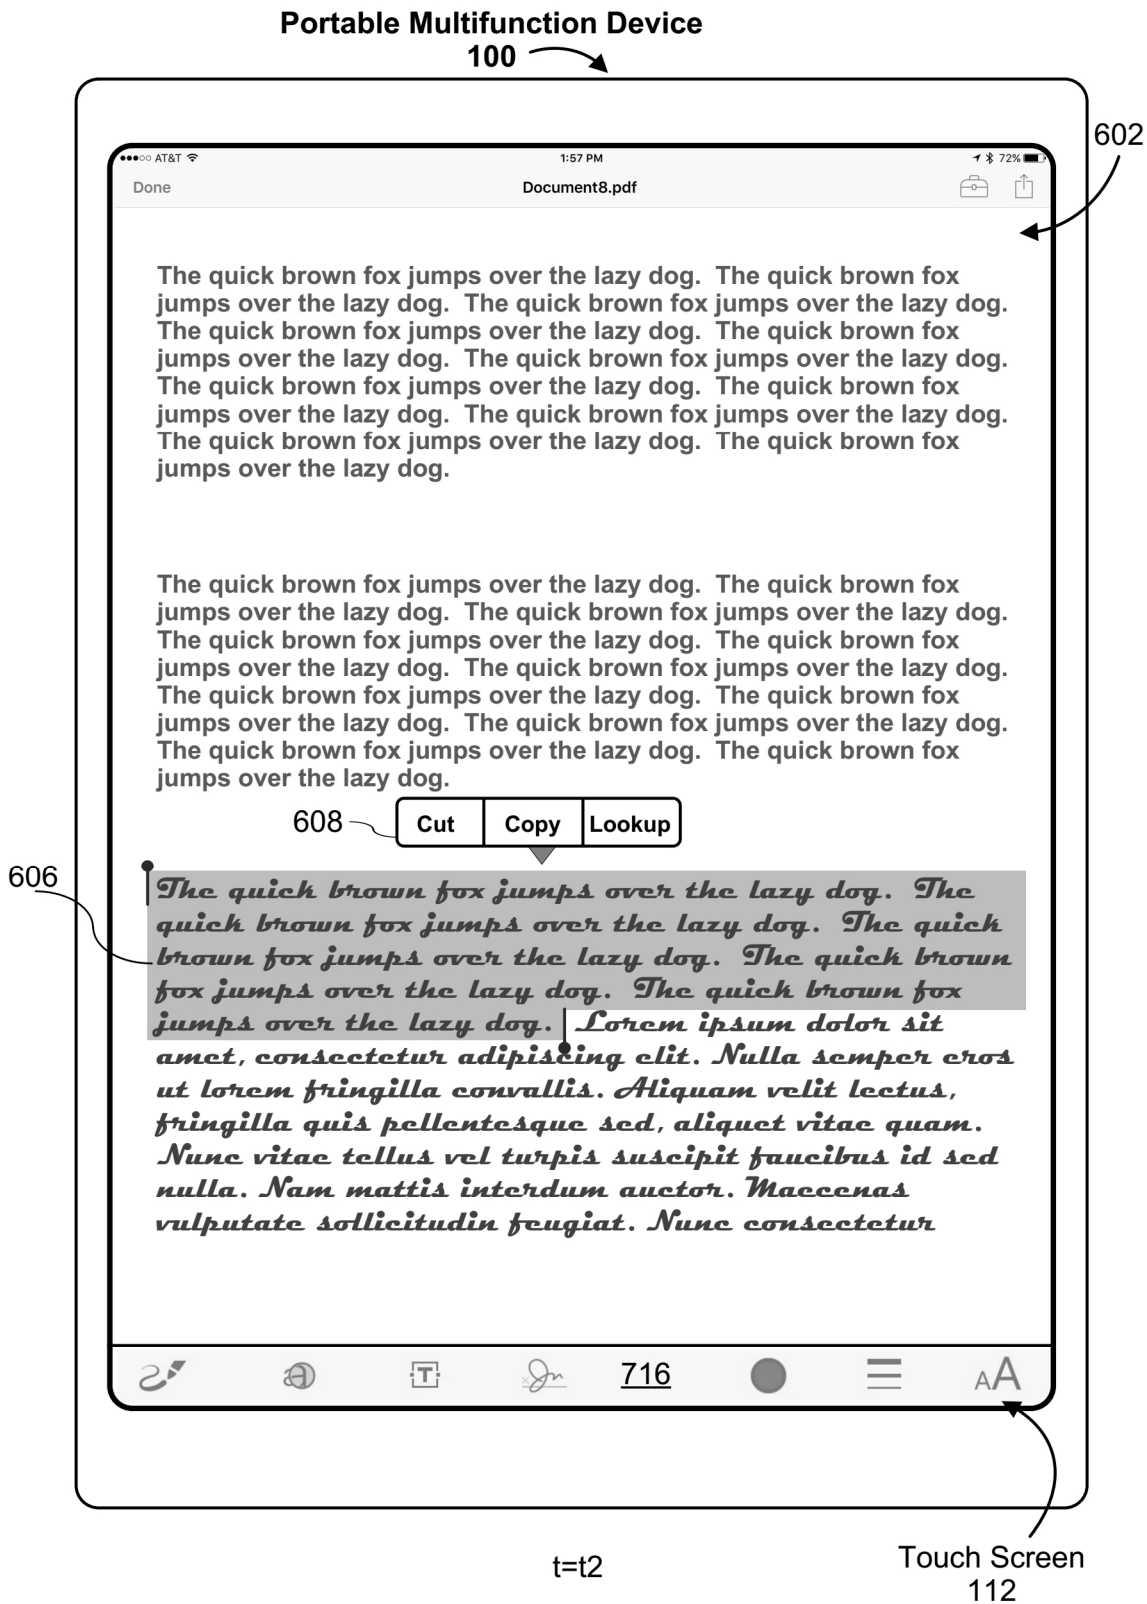 Portable Multifunction Device
100
602
AT&T 1:57 PM 72%
Done Document8.pdf
The quick brown fox jumps over the lazy dog. The quick brown fox
jumps over the lazy dog. The quick brown fox jumps over the lazy dog.
The quick brown fox jumps over the lazy dog. The quick brown fox
jumps over the lazy dog. The quick brown fox jumps over the lazy dog.
The quick brown fox jumps over the lazy dog. The quick brown fox
jumps over the lazy dog. The quick brown fox jumps over the lazy dog.
The quick brown fox jumps over the lazy dog. The quick brown fox
jumps over the lazy dog.
The quick brown fox jumps over the lazy dog. The quick brown fox
jumps over the lazy dog. The quick brown fox jumps over the lazy dog.
The quick brown fox jumps over the lazy dog. The quick brown fox
jumps over the lazy dog. The quick brown fox jumps over the lazy dog.
The quick brown fox jumps over the lazy dog. The quick brown fox
jumps over the lazy dog. The quick brown fox jumps over the lazy dog.
The quick brown fox jumps over the lazy dog. The quick brown fox
jumps over the lazy dog.
608 Cut Copy Lookup
606
The quick brown fox jumps over the lazy dog. The
quick brown fox jumps over the lazy dog. The quick
brown fox jumps over the lazy dog. The quick brown
fox jumps over the lazy dog. The quick brown fox
jumps over the lazy dog. Lorem ipsum dolor sit
amet, consectetur adipiscing elit. Nulla semper eros
ut lorem fringilla convallis. Aliquam velit lectus,
fringilla quis pellentesque sed, aliquet vitae quam.
Nunc vitae tellus vel turpis suscipit faucibus id sed
nulla. Nam mattis interdum auctor. Maecenas
vulputate sollicitudin feugiat. Nunc consectetur
a T 716 AA
t=t2
Touch Screen
112